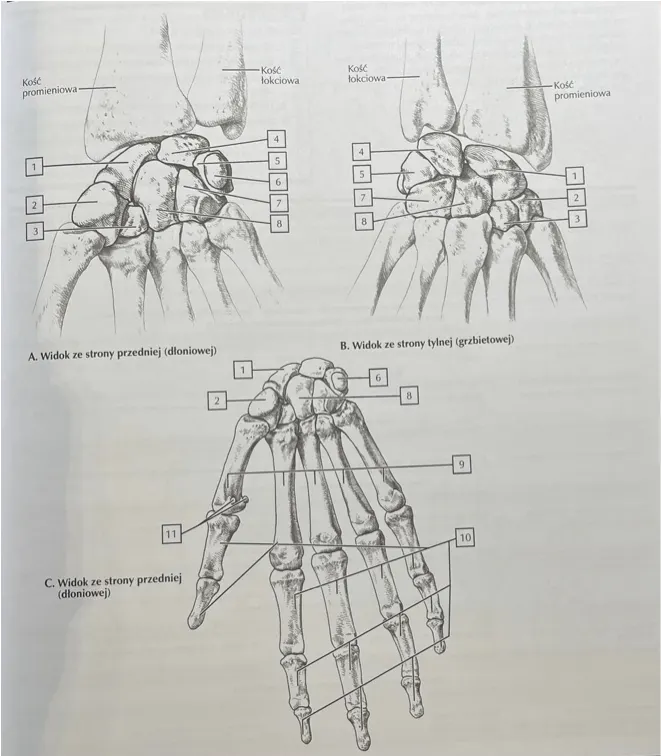 Kość
promieniowa
Kość
łokciowa
1
2
3
4
5
6
7
8
Kość
łokciowa
Kość
promieniowa
4
5
7
8
1
2
3
A. Widok ze strony przedniej (dłoniowej)
B. Widok ze strony tylnej (grzbietowej)
1
2
6
8
9
11
10
C. Widok ze strony przedniej
(dłoniowej)